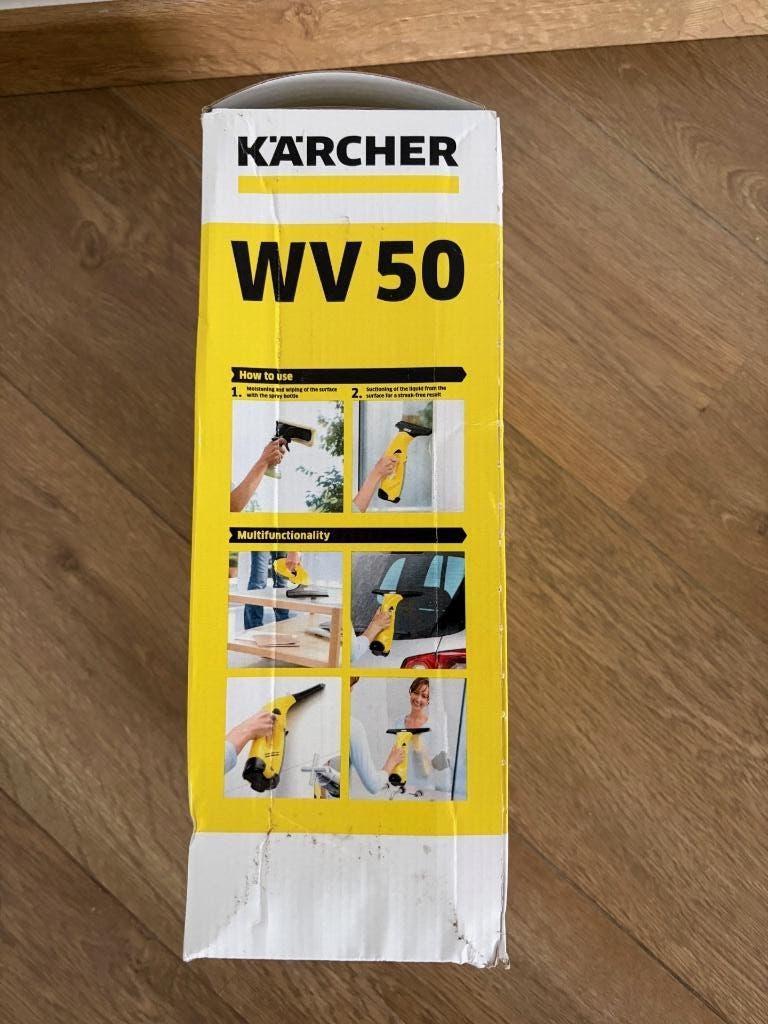 KÄRCHER
WV 50
How to use
1. Moistening and wiping of the surface
with the spray bottle
2. Suctioning of the liquid from the
surface for a streak-free result
Multifunctionality